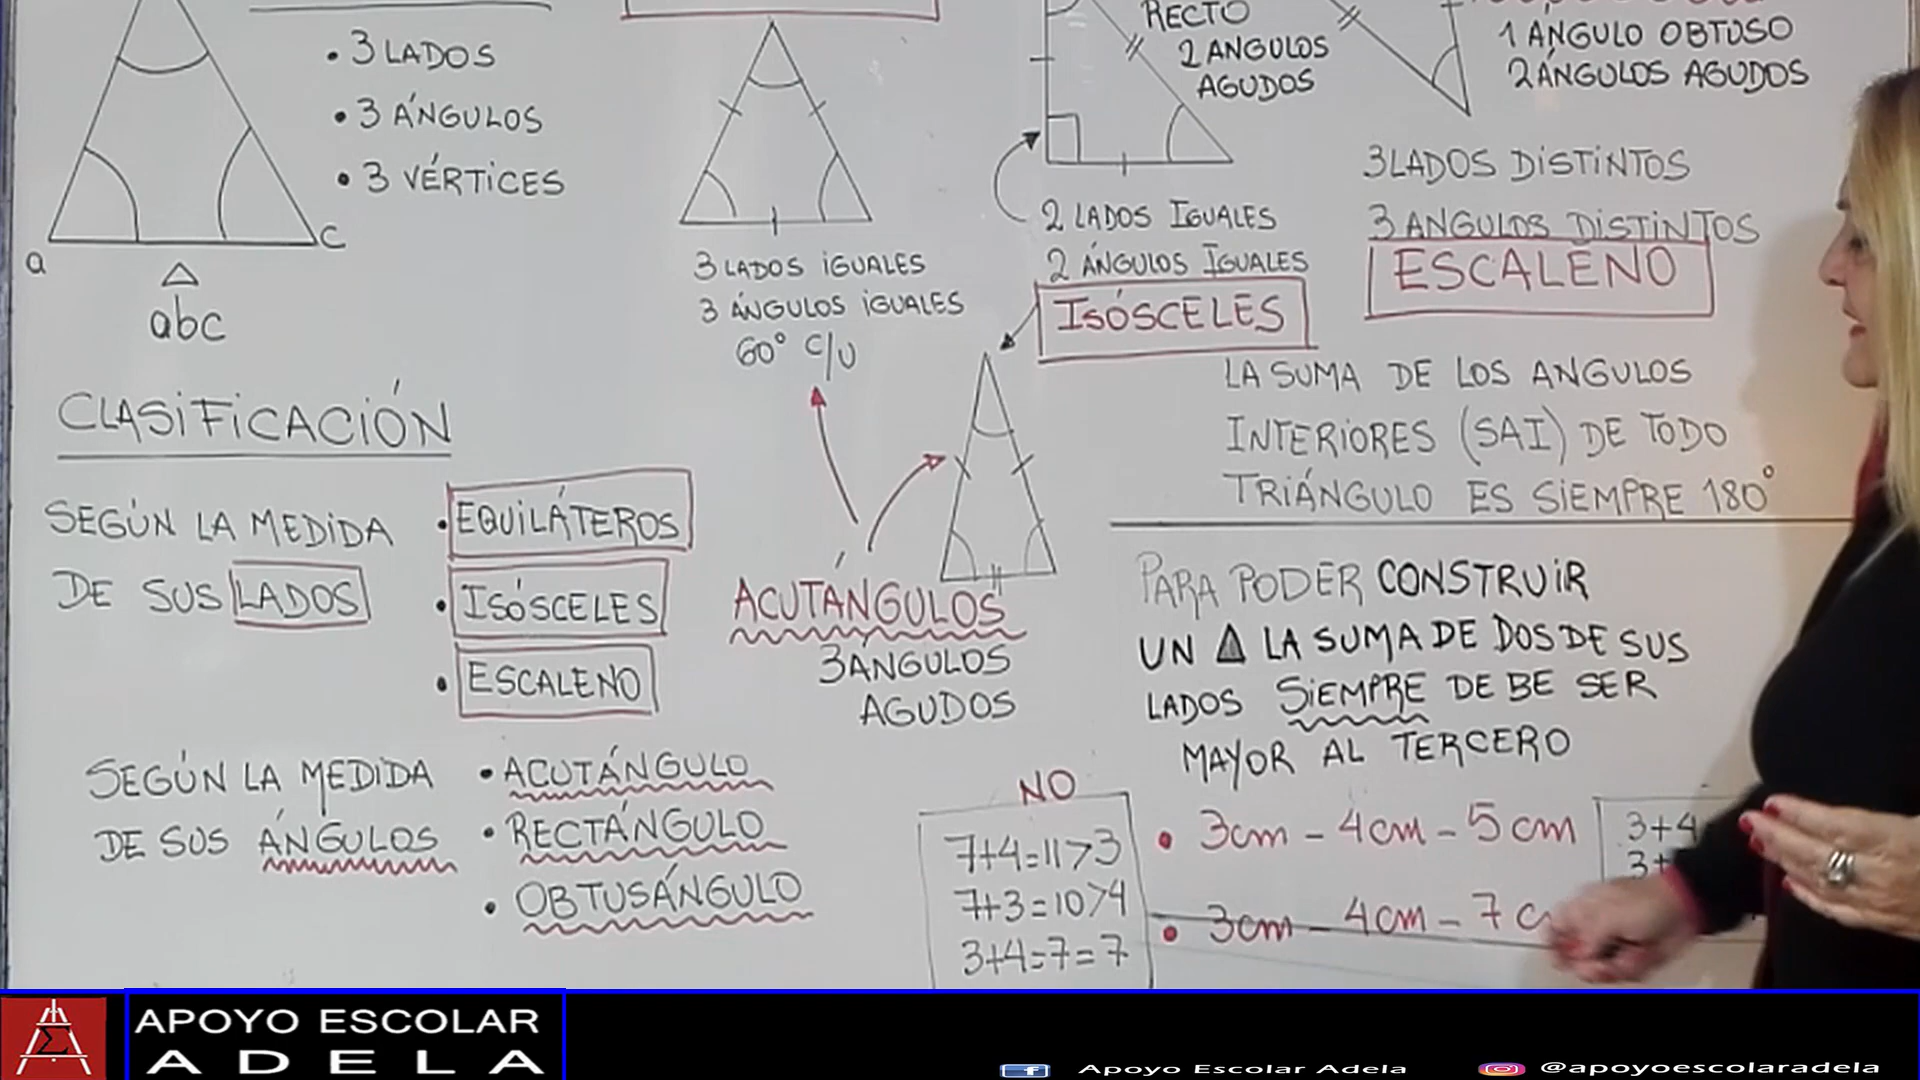 • 3 LADOS
• 3 ÁNGULOS
• 3 VÉRTICES
a
C
△
abc
3 LADOS IGUALES
3 ÁNGULOS IGUALES
60° C/U
RECTO
2 ANGULOS
AGUDOS
2 LADOS IGUALES
2 ÁNGULOS IGUALES
ISÓSCELES
1 ANGULO OBTUSO
2 ÁNGULOS AGUDOS
3 LADOS DISTINTOS
3 ANGULOS DISTINTOS
ESCALENO
LA SUMA DE LOS ANGULOS
INTERIORES (SAI) DE TODO
TRIÁNGULO ES SIEMPRE 180°
CLASIFICACIÓN
SEGÚN LA MEDIDA
DE SUS LADOS
• EQUILÁTEROS
• ISÓSCELES
• ESCALENO
ACUTÁNGULOS
3 ÁNGULOS
AGUDOS
SEGÚN LA MEDIDA
DE SUS ÁNGULOS
• ACUTÁNGULO
• RECTÁNGULO
• OBTUSÁNGULO
PARA PODER CONSTRUIR
UN △ LA SUMA DE DOS DE SUS
LADOS SIEMPRE DEBE SER
MAYOR AL TERCERO
NO
7+4=11>3
7+3=10>4
3+4=7=7
• 3cm - 4cm - 5cm
• 3cm - 4cm - 7c
3+4
3+
APOYO ESCOLAR
ADELA
Apoyo Escolar Adela
@apoyoescolaradela